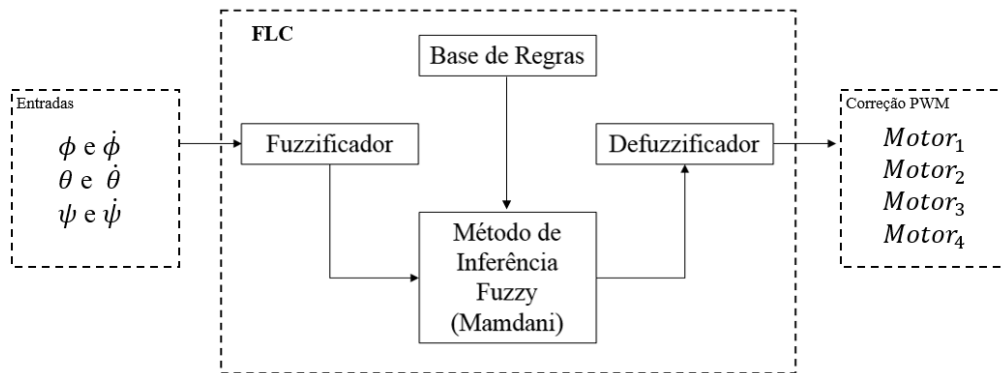 FLC
Base de Regras
Entradas
ϕ e ϕ̇
θ e θ̇
ψ e ψ̇
Fuzzificador
Método de
Inferência
Fuzzy
(Mamdani)
Defuzzificador
Correção PWM
Motor₁
Motor₂
Motor₃
Motor₄